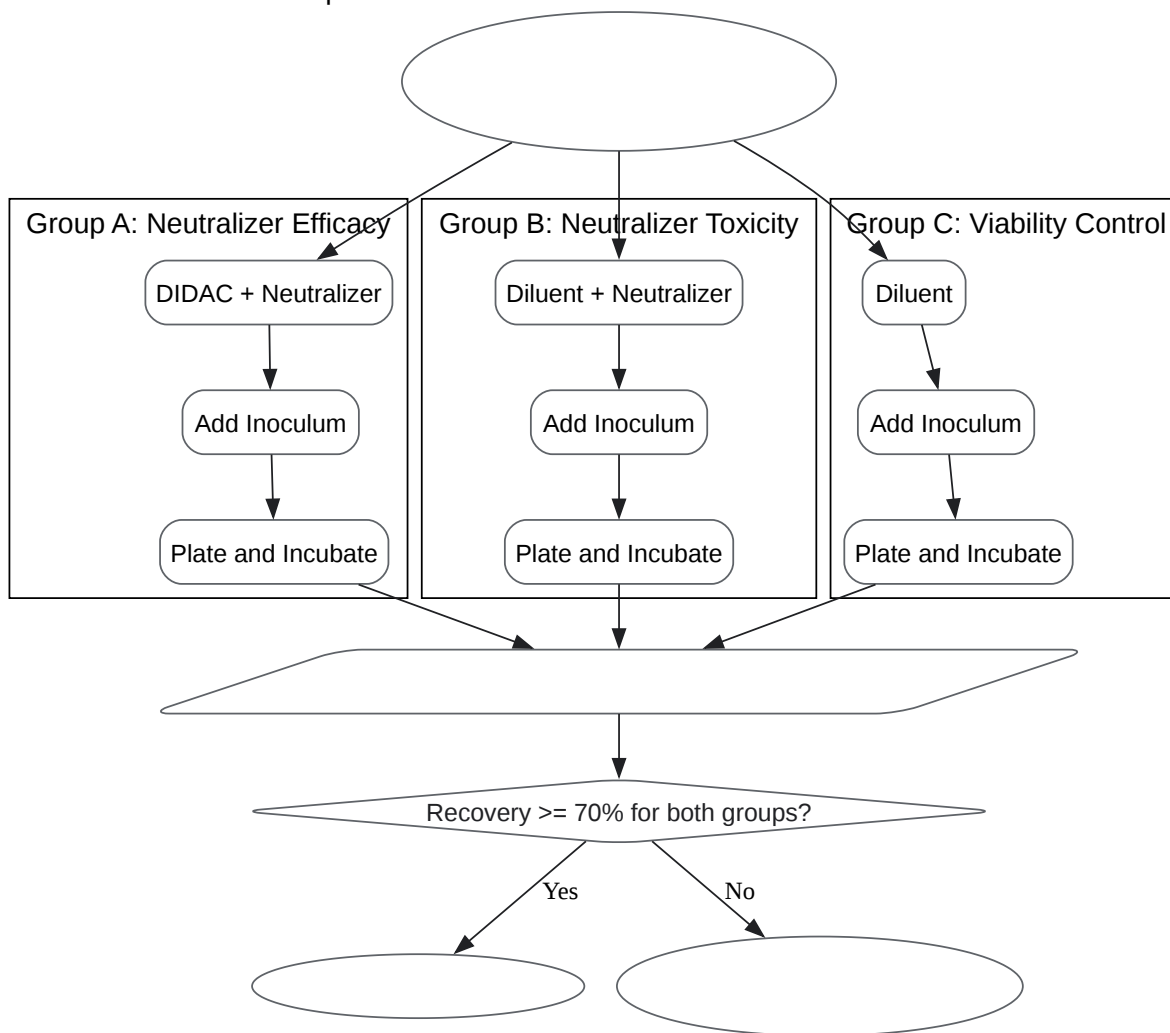 Group A: Neutralizer Efficacy
Group B: Neutralizer Toxicity
Group C: Viability Control
DIDAC + Neutralizer
Diluent + Neutralizer
Diluent
Add Inoculum
Add Inoculum
Add Inoculum
Plate and Incubate
Plate and Incubate
Plate and Incubate
Recovery >= 70% for both groups?
Yes
No